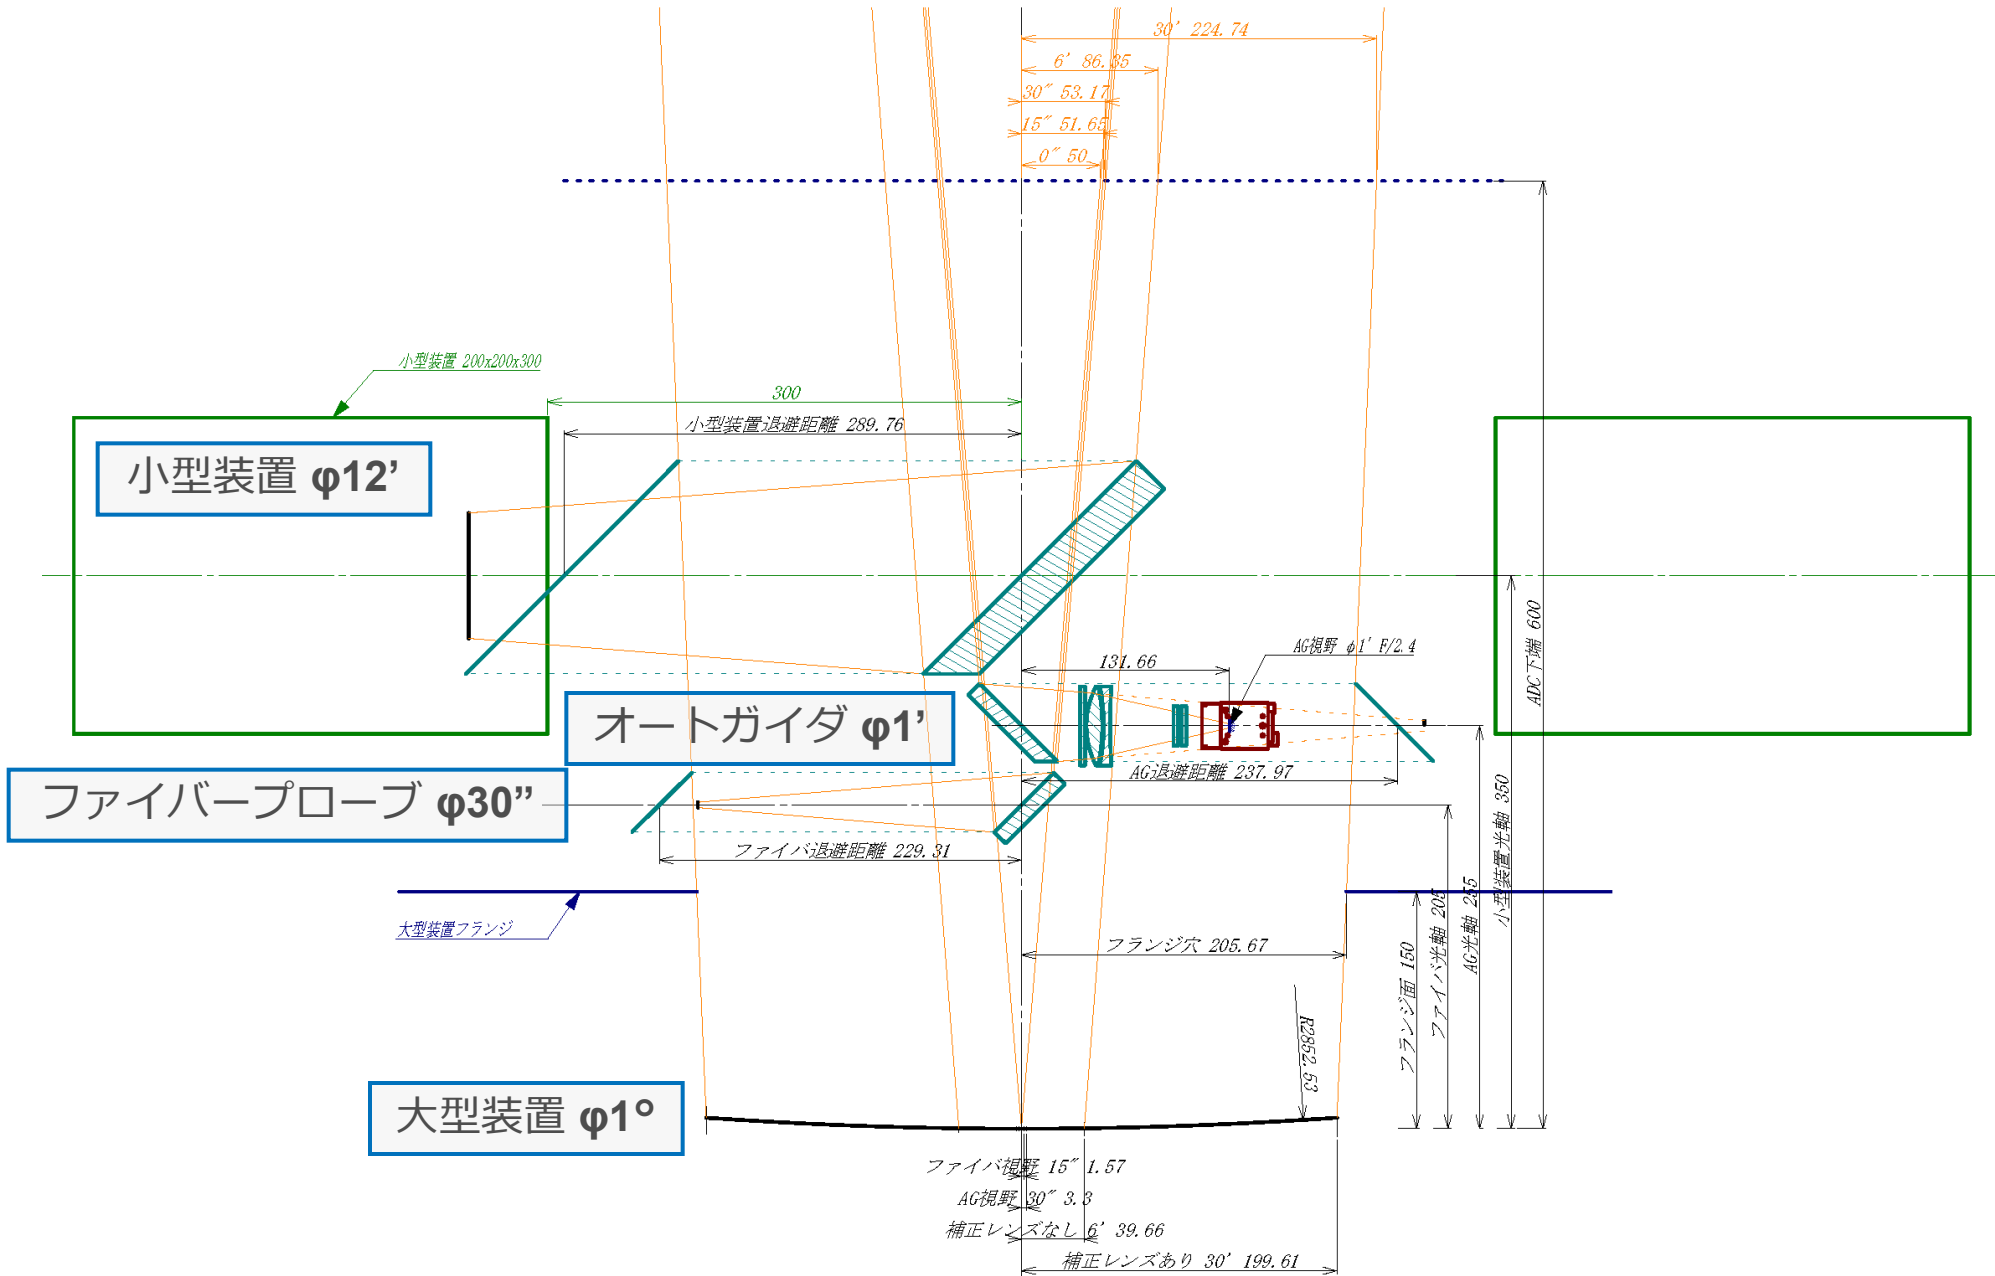 30′ 224.74
6′ 86.35
30″ 53.17
15″ 51.65
0″ 50
小型装置 200x200x300
300
小型装置退避距離 289.76
小型装置 φ12’
ADC下端 600
AG視野 φ1′ F/2.4
131.66
オートガイダ φ1’
AG退避距離 237.97
ファイバープローブ φ30”
ファイバ退避距離 229.31
小型装置光軸 350
AG光軸 255
ファイバ光軸 205
フランジ面 150
大型装置フランジ
フランジ穴 205.67
R2852.53
大型装置 φ1°
ファイバ視野 15″ 1.57
AG視野 30″ 3.3
補正レンズなし 6′ 39.66
補正レンズあり 30′ 199.61